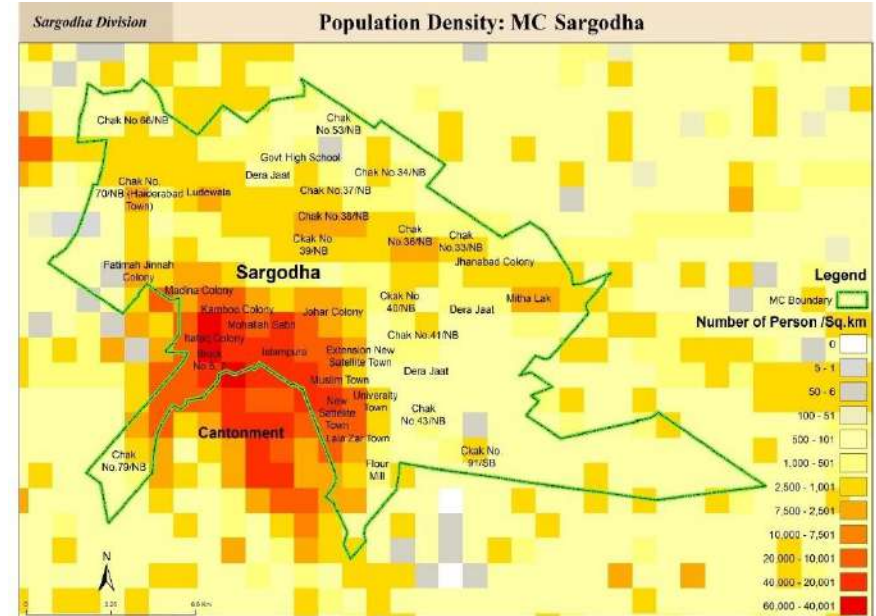 Sargodha Division
Population Density: MC Sargodha
Chak No.66/NB
Chak
No.53/NB
Govt High School
Dera Jaat
Chak No.34/NB
Chak No.
70/NB (Haiderabad
Town)
Ludewala
Chak No.37/NB
Chak No.38/NB
Ckak No.
39/NB
Chak
No.36/NB
Chak
No.33/NB
Jhanabad Colony
Fatimah Jinnah
Colony
Sargodha
Madina Colony
Kamboo Colony
Johar Colony
Ckak No
40/NB
Dera Jaat
Mitha Lak
Mohallah Sabri
Chak No.41/NB
Block
Islampura
Extension New
Satellite Town
Dera Jaat
Muslim Town
University
Town
New
Satellite
Town
Chak
No.43/NB
Cantonment
Lala Zar Town
Chak
No.79/NB
Flour
Mill
Ckak No.
91/SB
N
0
Legend
MC Boundary
Number of Person /Sq.km
0
5 - 1
50 - 6
100 - 51
500 - 101
1,000 - 501
2,500 - 1,001
7,500 - 2,501
10,000 - 7,501
20,000 - 10,001
40,000 - 20,001
60,000 - 40,001